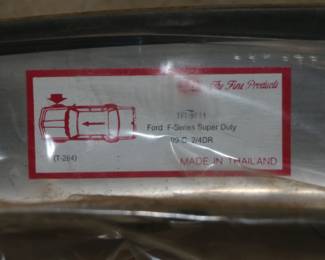 The Fine Products
Ford F-Series Super Duty
99-C 2/4DR
(T-264)
MADE IN THAILAND